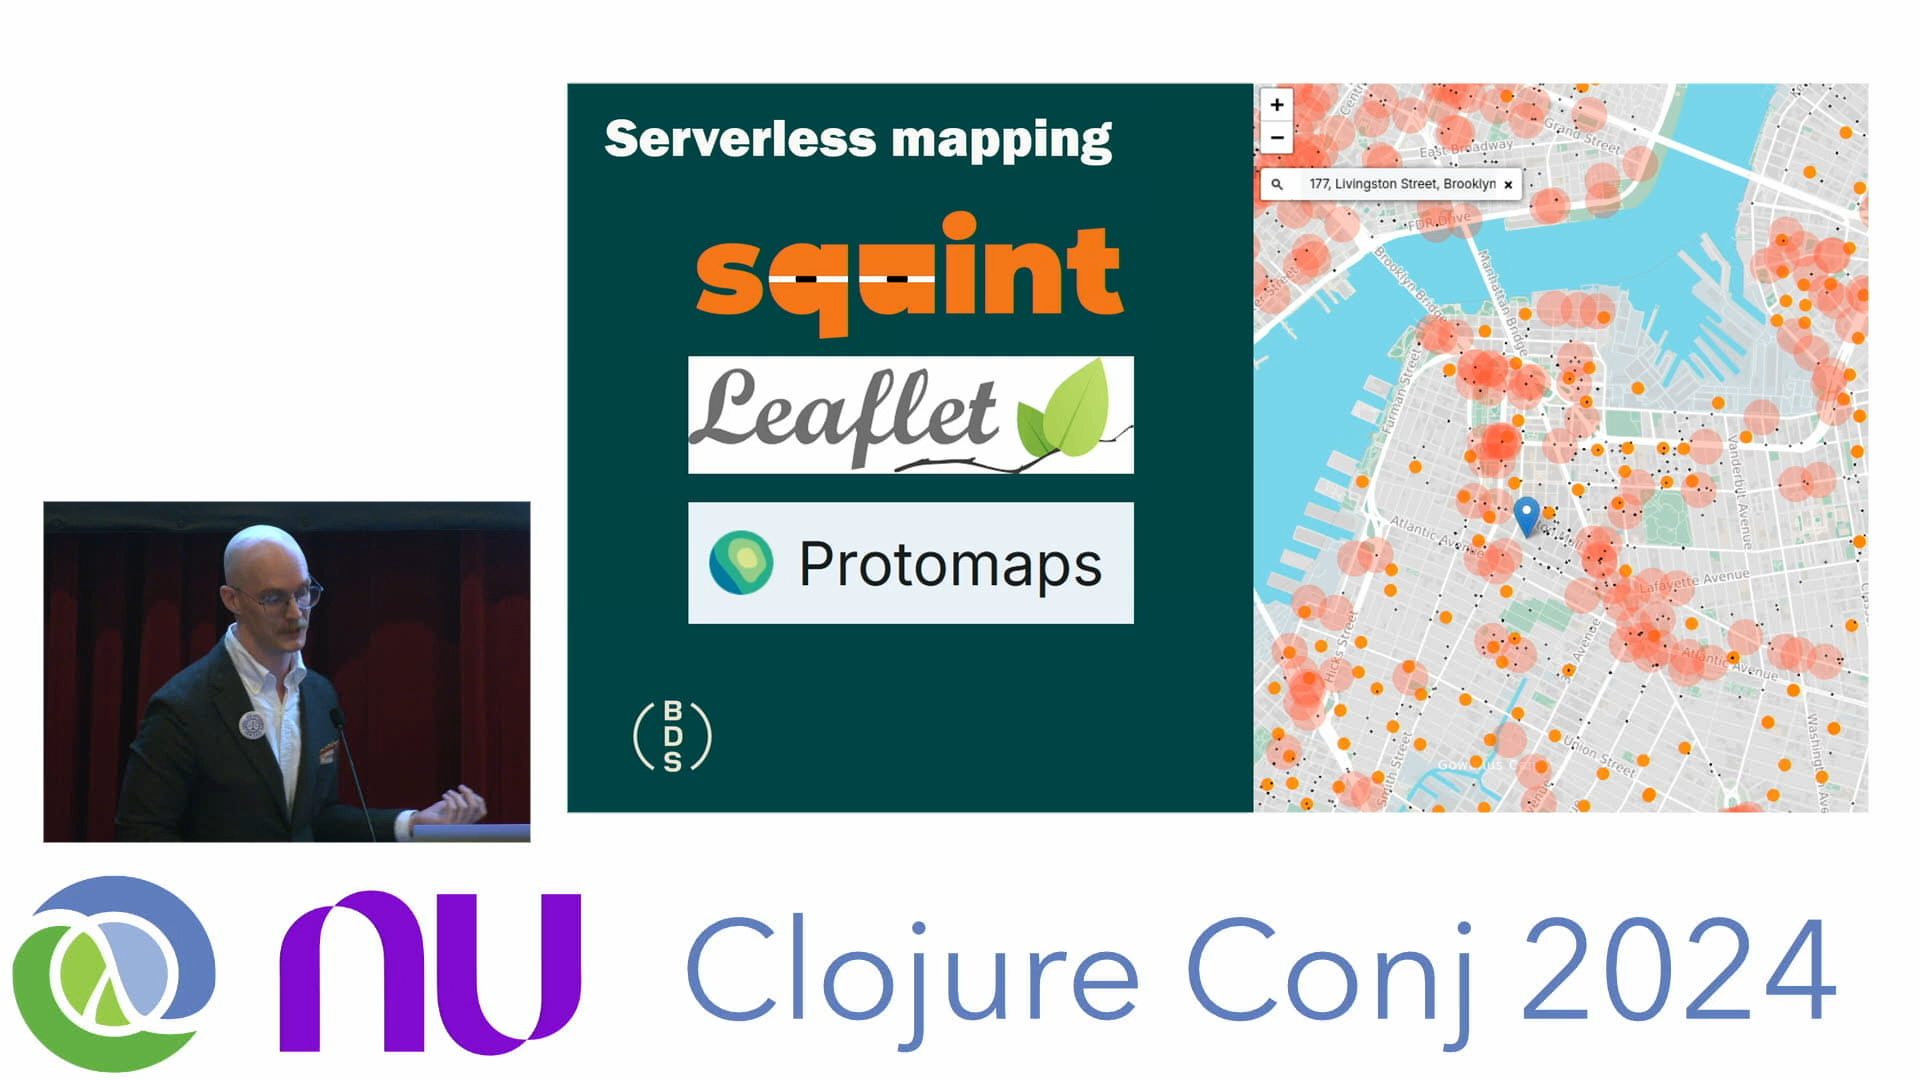 Serverless mapping
squint
Leaflet
Protomaps
B
D
S
+
−
177, Livingston Street, Brooklyn ×
Grand Street
East Broadway
FDR Drive
Brooklyn Bridge
Manhattan Bridge
Furman Street
Vanderbilt Avenue
Atlantic Avenue
Lafayette Avenue
Hicks Street
Avenue
Atlantic Avenue
Union Street
Smith Street
Washington Ave
nu
Clojure Conj 2024